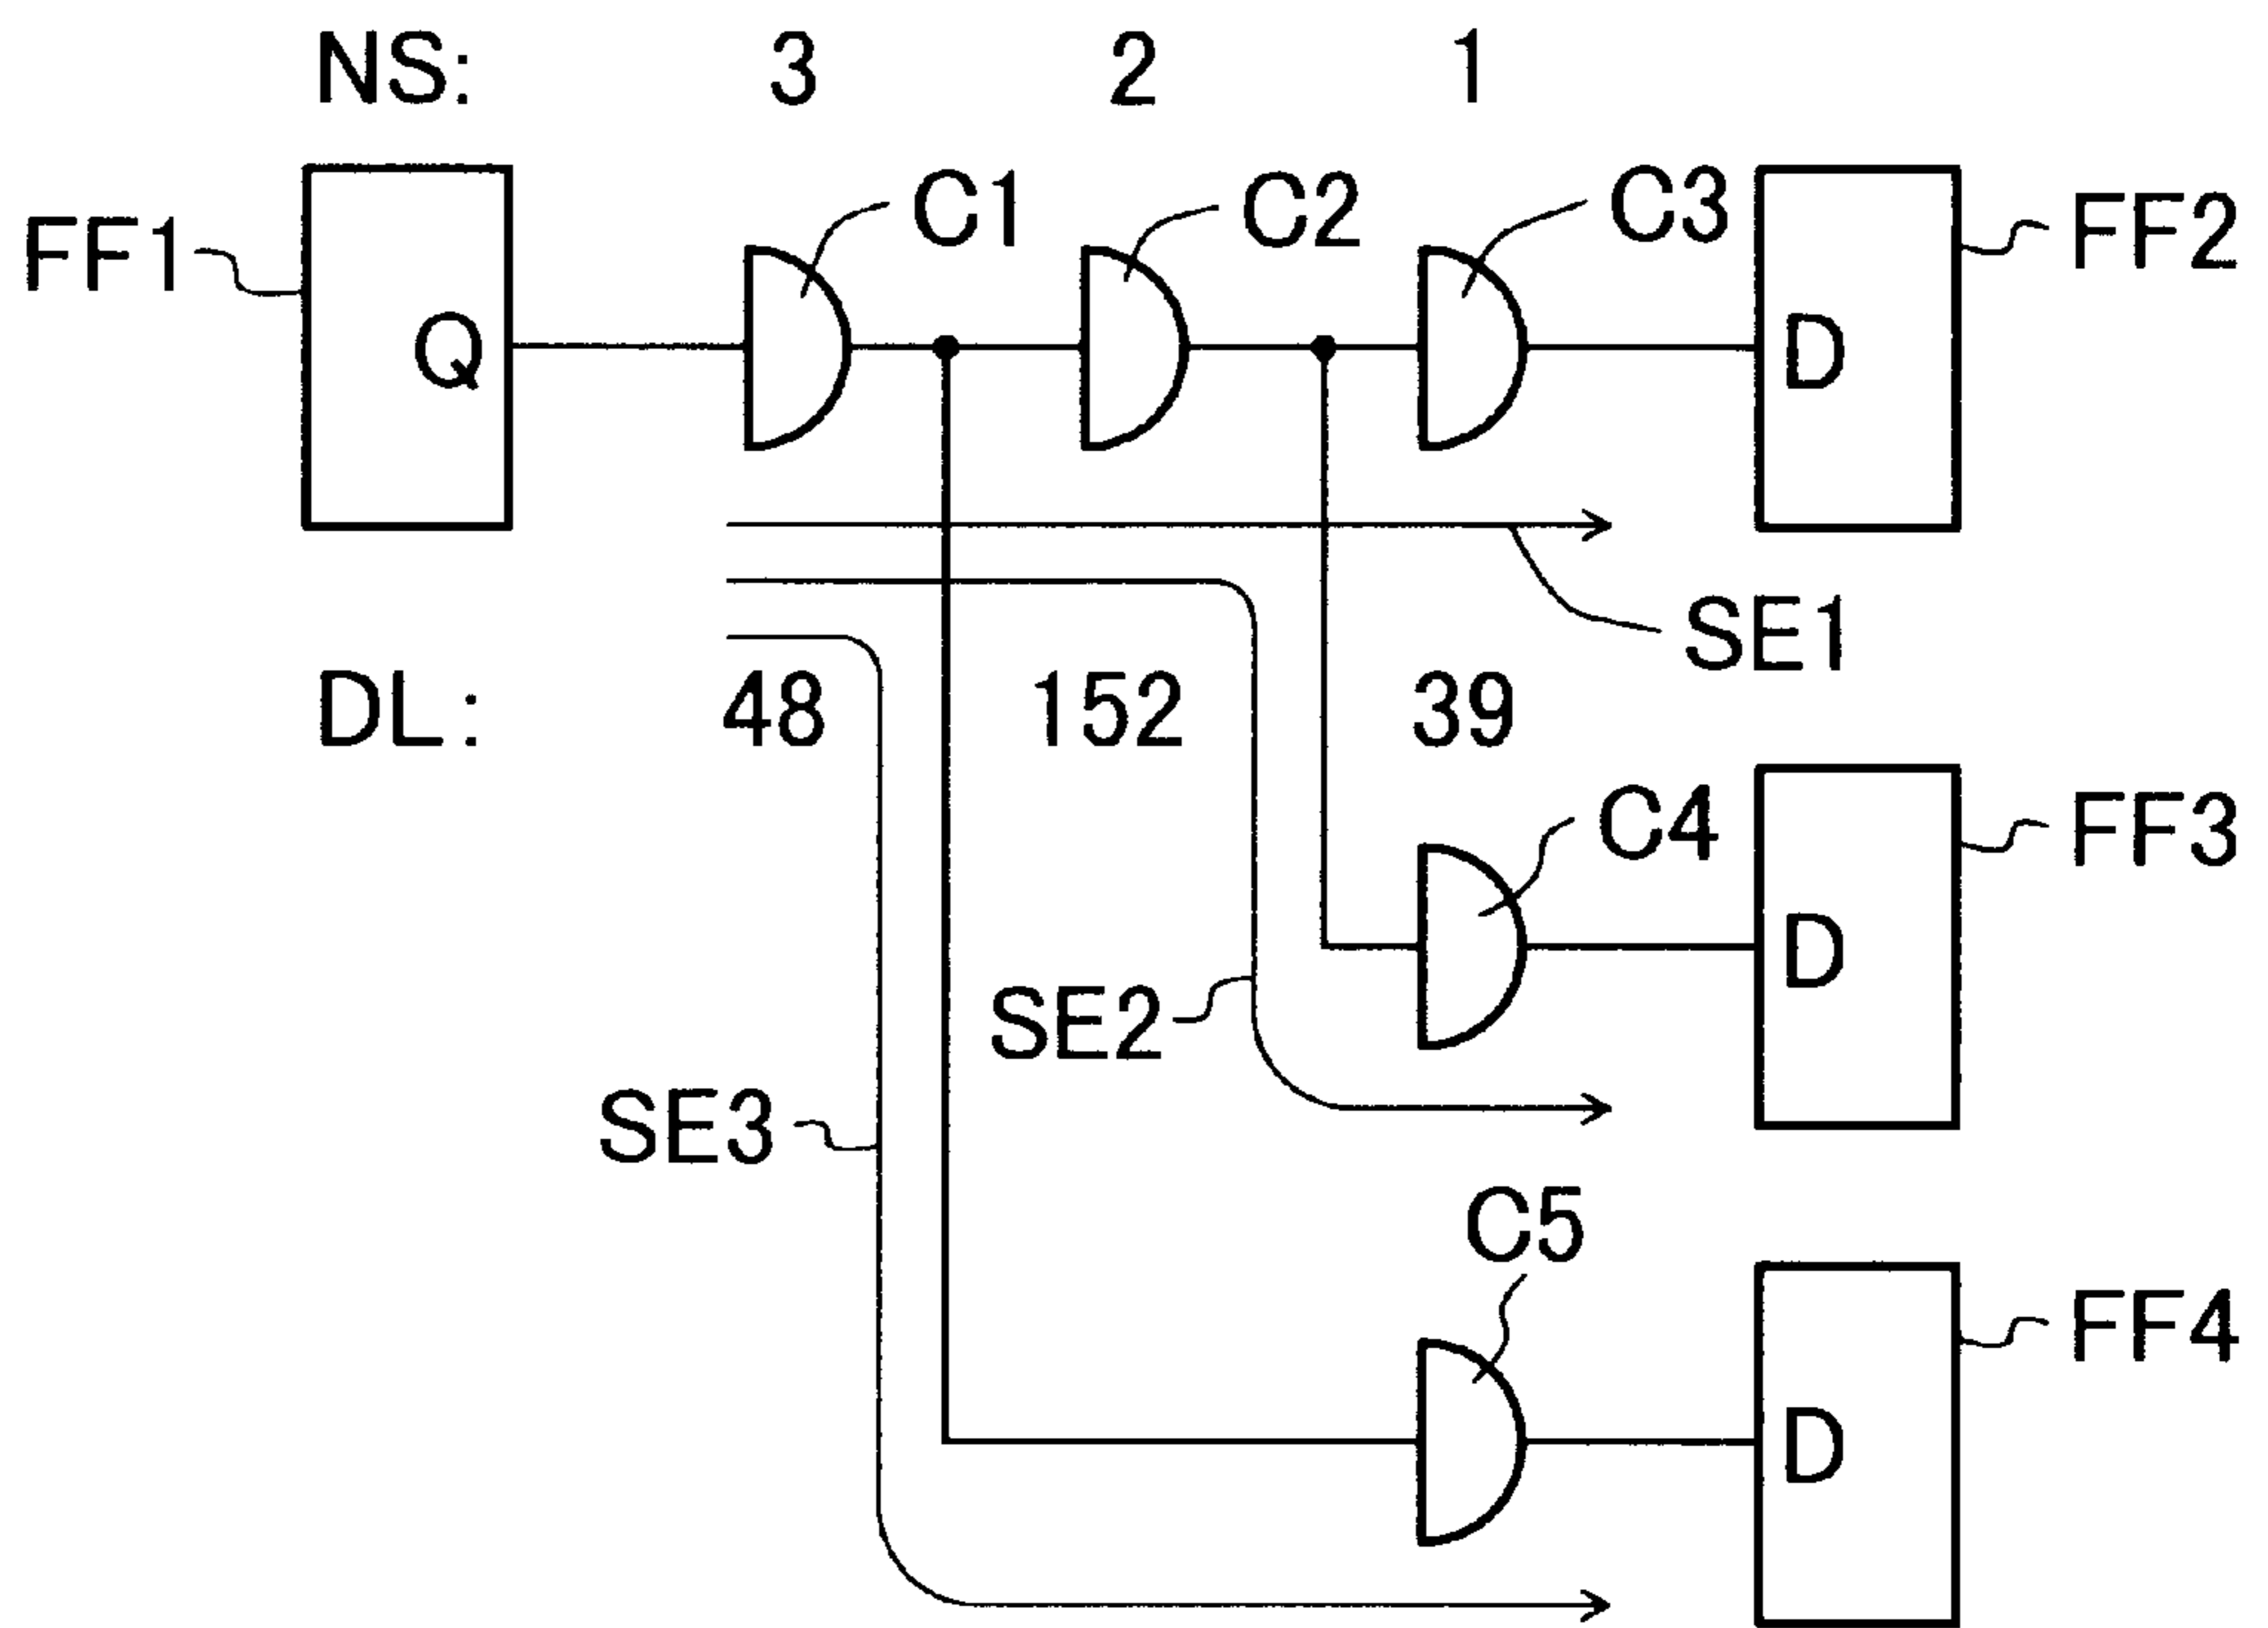 NS: 3 2 1
C1 C2 C3
FF1 FF2
Q D
SE1
DL: 48 152 39
C4 FF3
D
SE2
SE3
C5
FF4
D